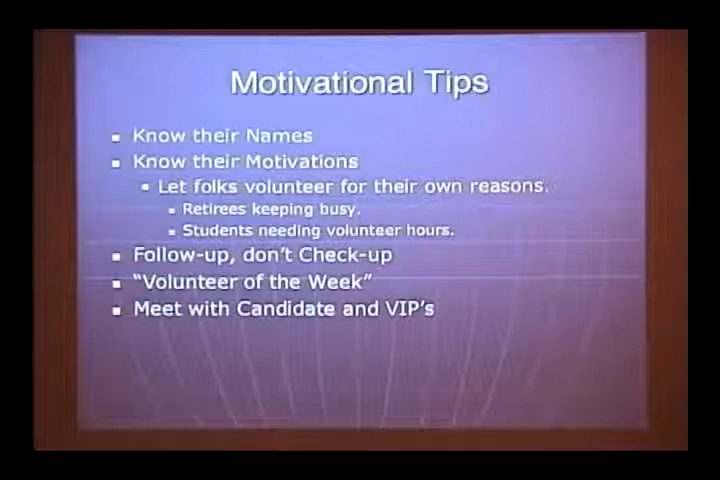 Motivational Tips
Know their Names
Know their Motivations
Let folks volunteer for their own reasons.
Retirees keeping busy.
Students needing volunteer hours.
Follow-up, don't Check-up
"Volunteer of the Week"
Meet with Candidate and VIP's